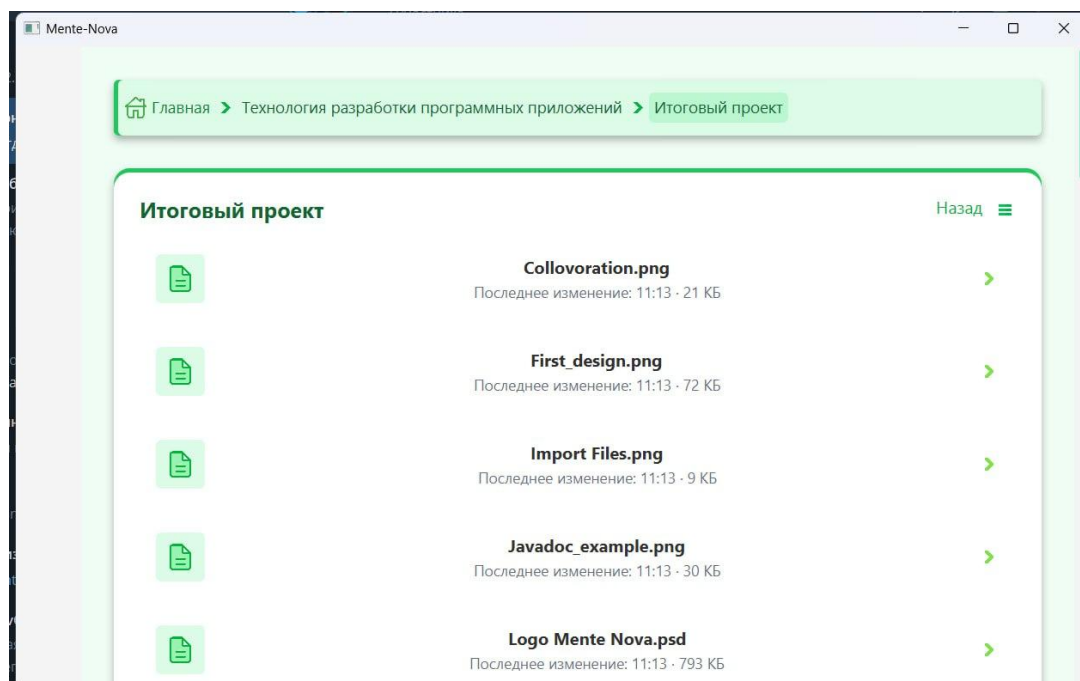 Mente-Nova
Главная > Технология разработки программных приложений > Итоговый проект
Итоговый проект
Назад
Collovoration.png
Последнее изменение: 11:13 · 21 КБ
First_design.png
Последнее изменение: 11:13 · 72 КБ
Import Files.png
Последнее изменение: 11:13 · 9 КБ
Javadoc_example.png
Последнее изменение: 11:13 · 30 КБ
Logo Mente Nova.psd
Последнее изменение: 11:13 · 793 КБ